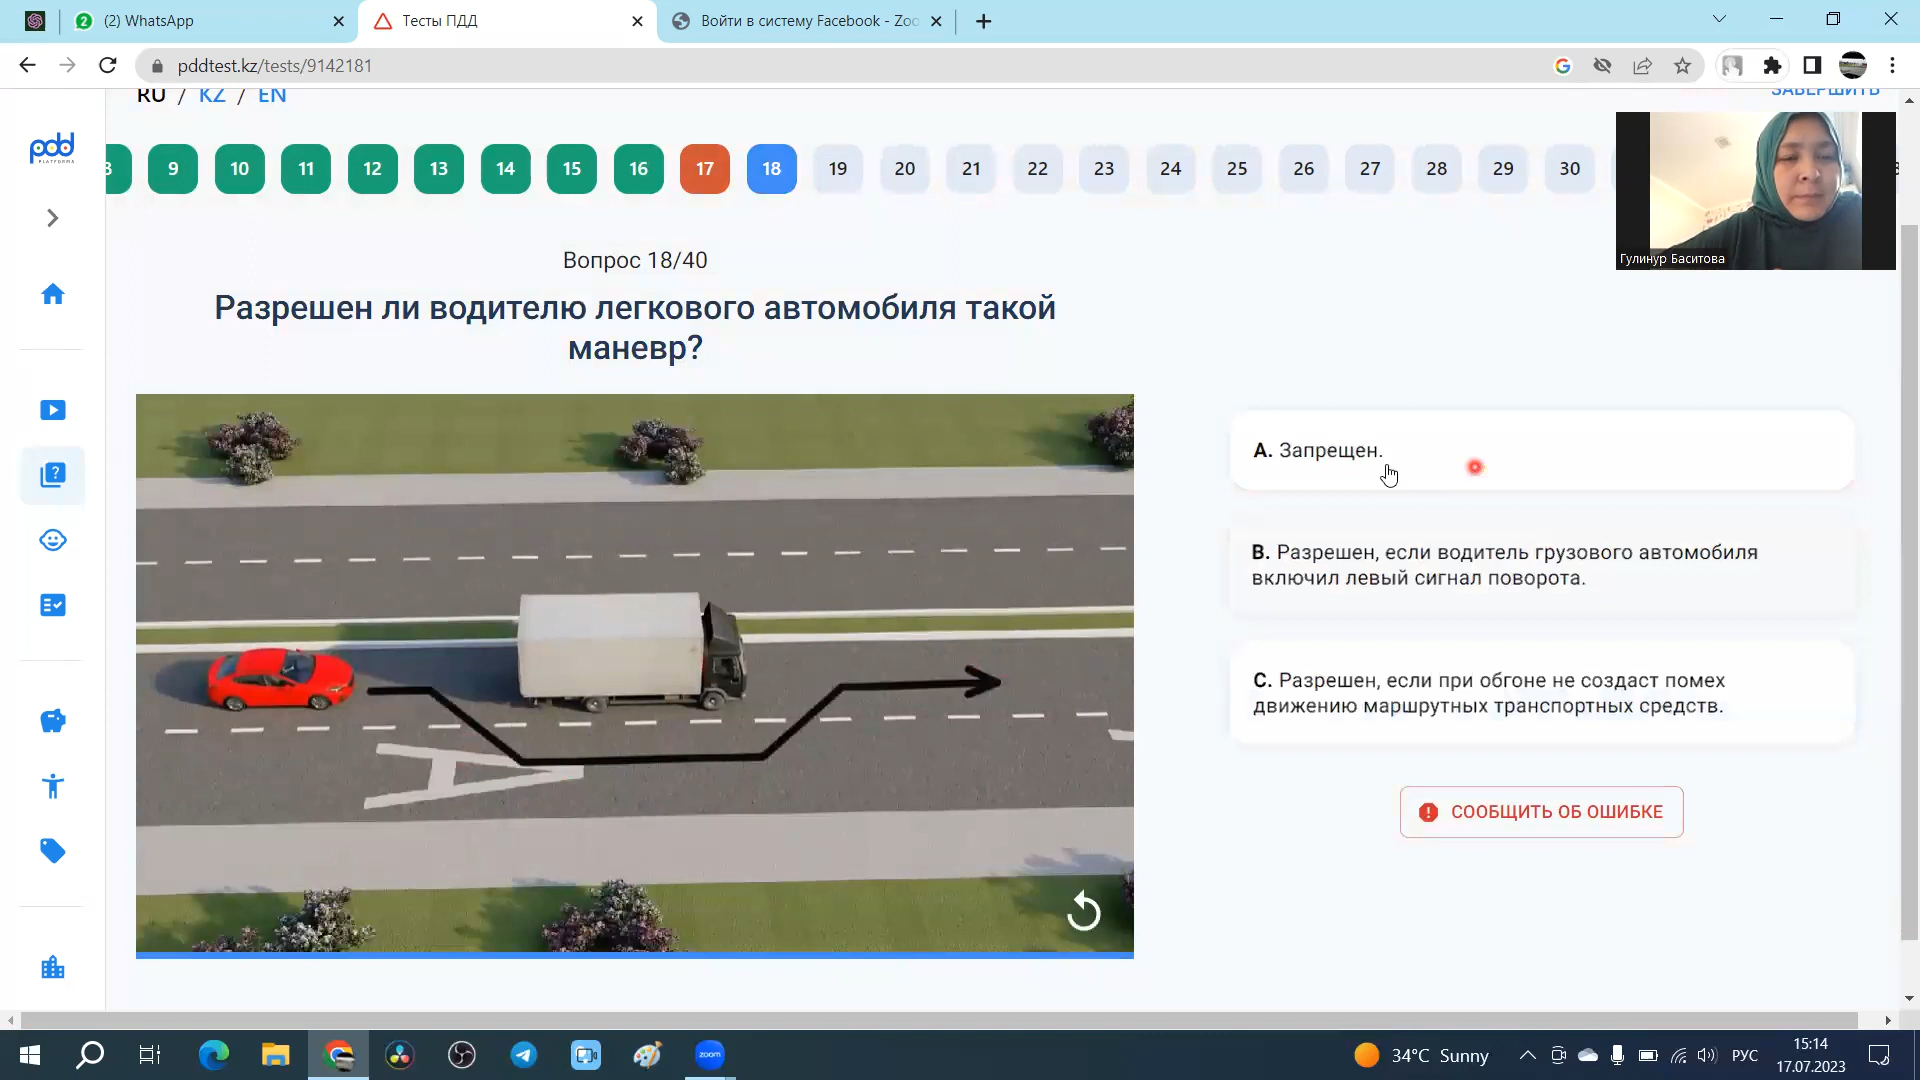 (2) WhatsApp
Тесты ПДД
Войти в систему Facebook - Zoo
pddtest.kz/tests/9142181
RU / KZ / EN
ЗАВЕРШИТЬ
pdd
PLATFORMA
9 10 11 12 13 14 15 16 17 18 19 20 21 22 23 24 25 26 27 28 29 30
Гулинур Баситова
Вопрос 18/40
Разрешен ли водителю легкового автомобиля такой
маневр?
A
A. Запрещен.
B. Разрешен, если водитель грузового автомобиля
включил левый сигнал поворота.
C. Разрешен, если при обгоне не создаст помех
движению маршрутных транспортных средств.
СООБЩИТЬ ОБ ОШИБКЕ
zoom
34°C Sunny
РУС
15:14
17.07.2023